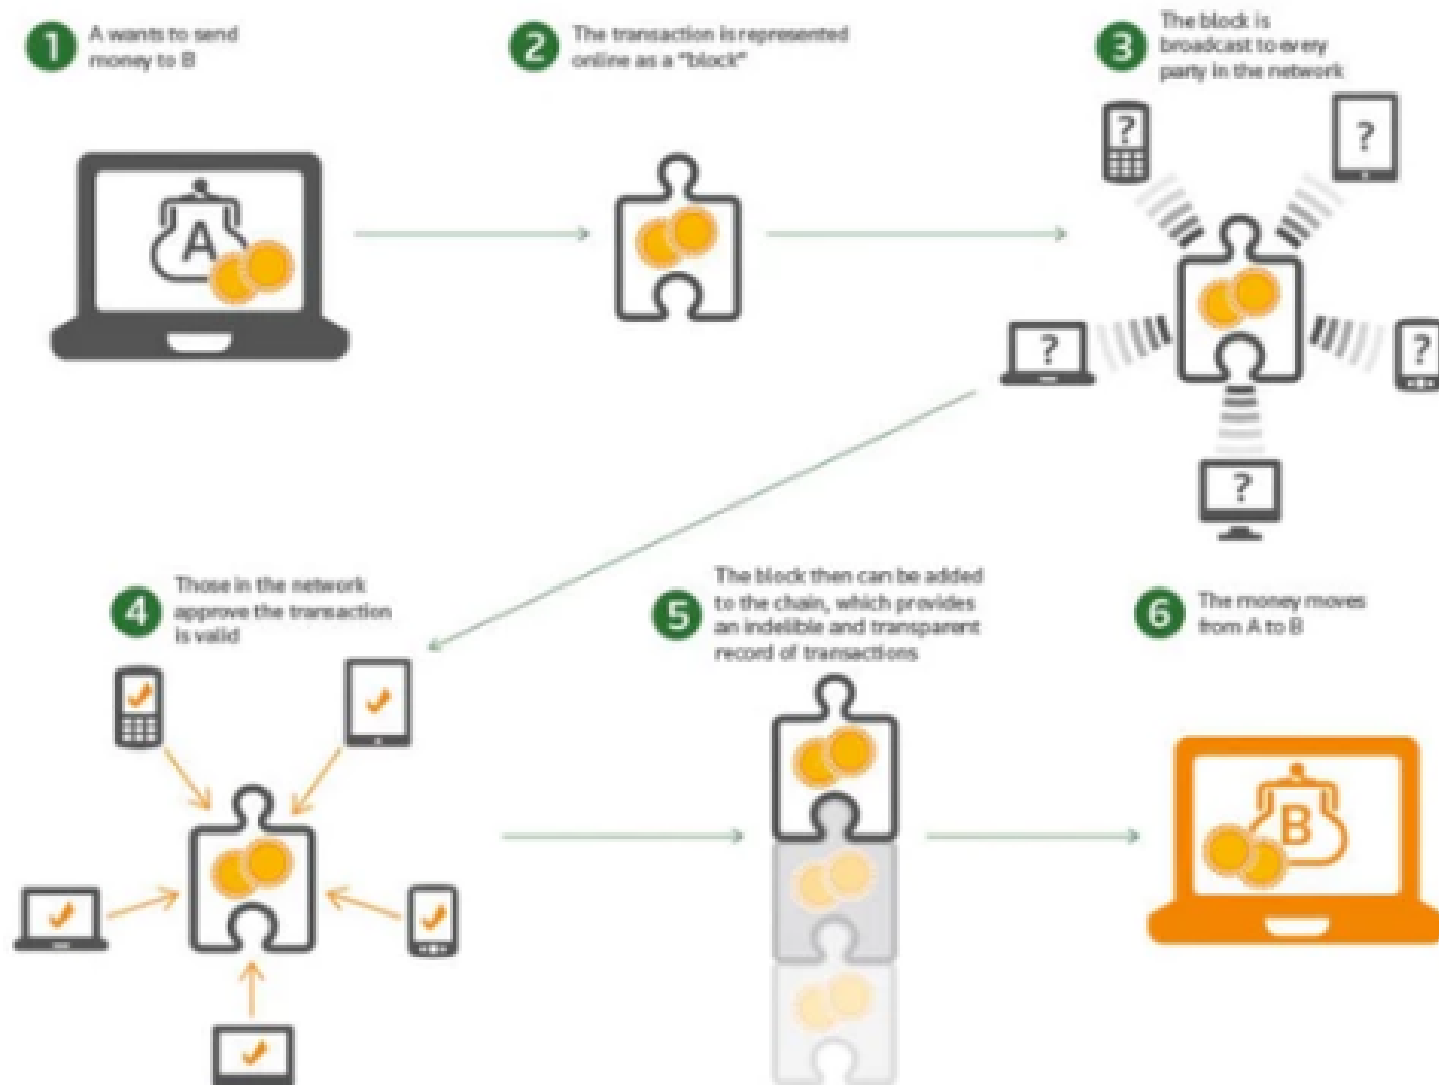 1
A wants to send
money to B
2
The transaction is represented
online as a "block"
3
The block is
broadcast to every
party in the network
?
?
A
?
?
?
4
Those in the network
approve the transaction
is valid
5
The block then can be added
to the chain, which provides
an indelible and transparent
record of transactions
6
The money moves
from A to B
B